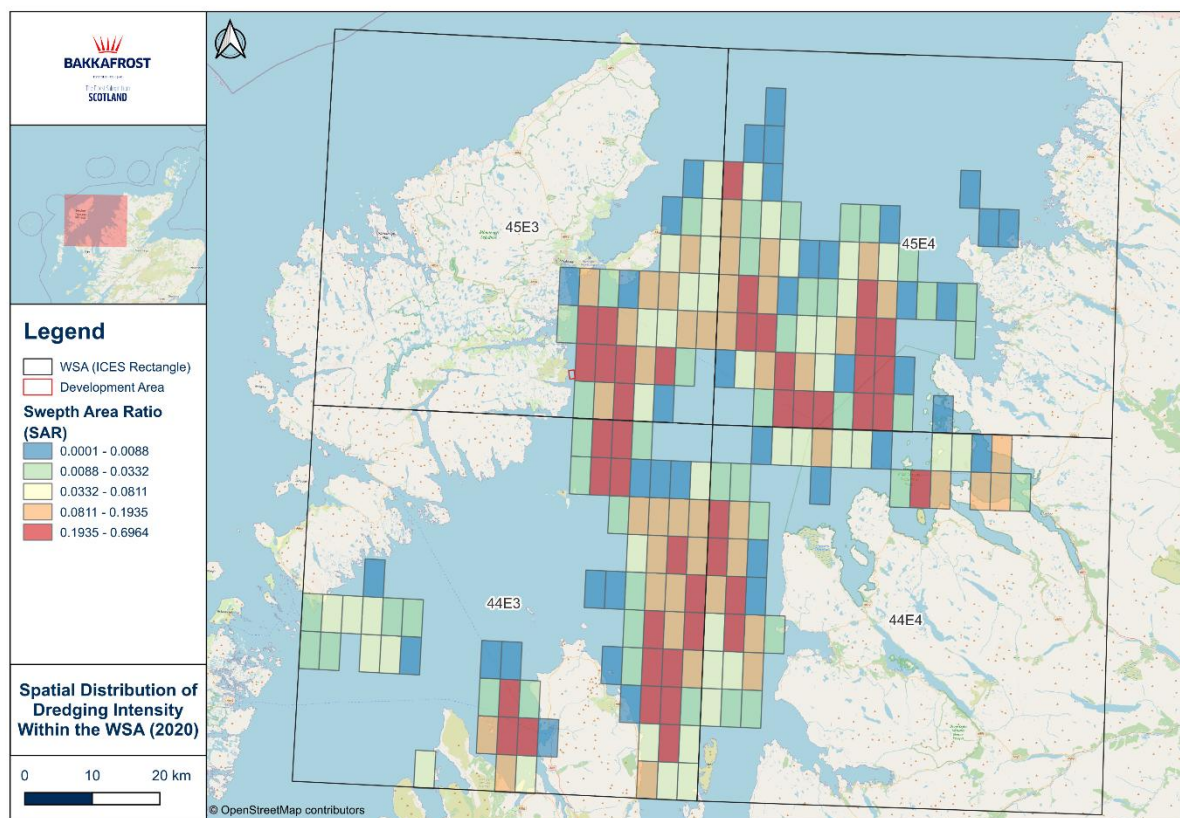 BAKKAFROST
SCOTLAND
Legend
WSA (ICES Rectangle)
Development Area
Swepth Area Ratio
(SAR)
0.0001 - 0.0088
0.0088 - 0.0332
0.0332 - 0.0811
0.0811 - 0.1935
0.1935 - 0.6964
Spatial Distribution of
Dredging Intensity
Within the WSA (2020)
0 10 20 km
45E3
45E4
44E3
44E4
© OpenStreetMap contributors